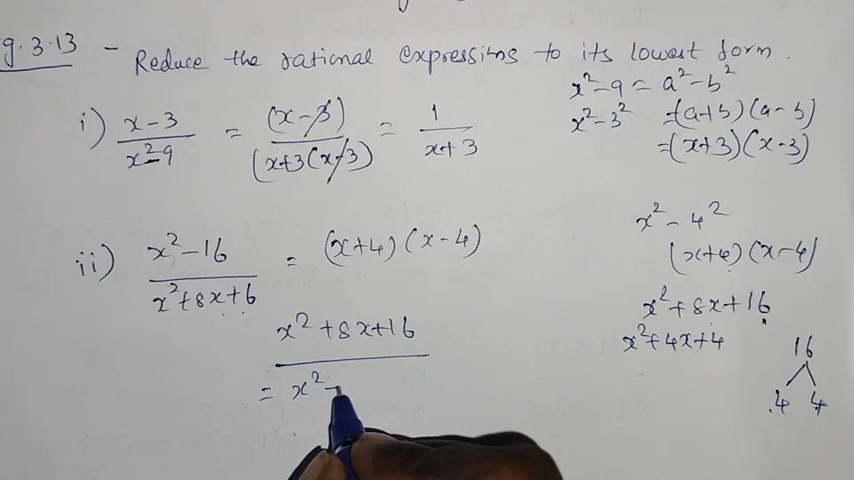 g.3.13 - Reduce the rational expressions to its lowest form.
x² - 9 = a² - b²
x² - 3² = (a+b)(a-b)
= (x+3)(x-3)
i) x-3 / x²-9 = (x-3) / (x+3(x-3) = 1 / x+3
x² - 4²
(x+4)(x-4)
ii) x²-16 / x²+8x+6 = (x+4)(x-4)
x²+8x+16
x²+4x+4
16
4 4
x²+8x+16
= x² -